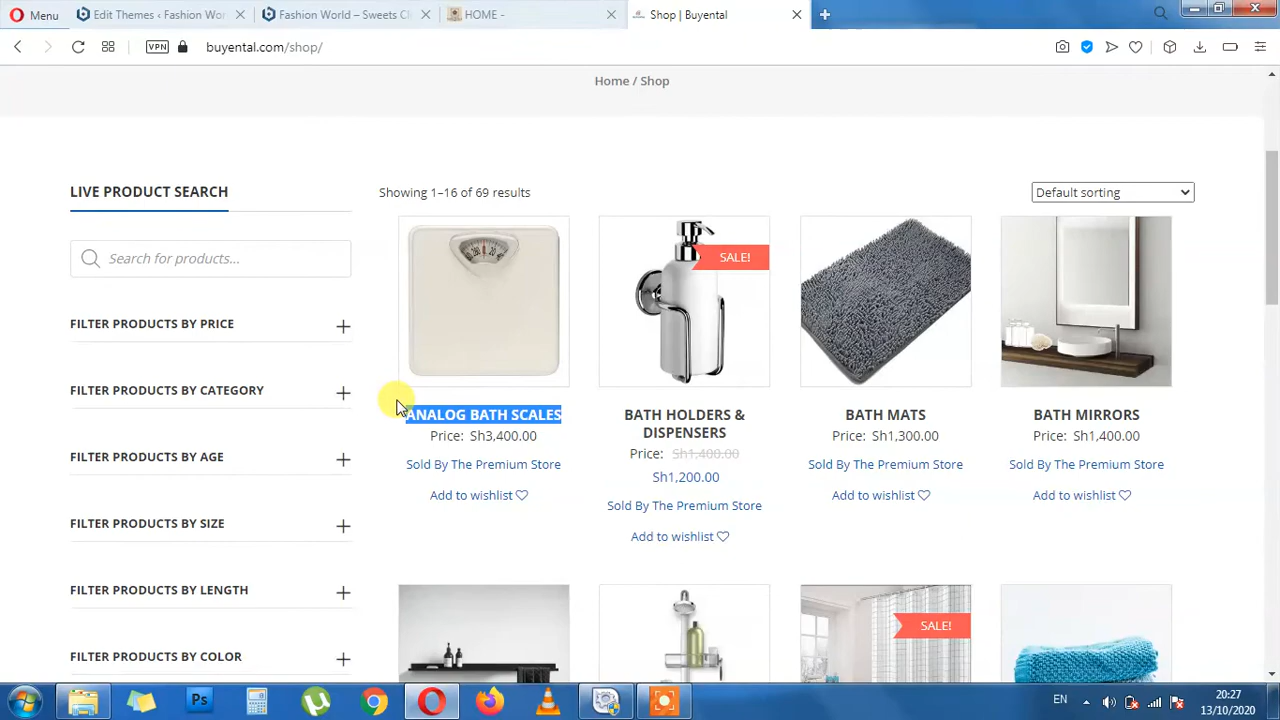 Menu
Edit Themes ‹ Fashion Wor
Fashion World – Sweets Cl
HOME -
Shop | Buyental
VPN
buyental.com/shop/
Home / Shop
LIVE PRODUCT SEARCH
Showing 1–16 of 69 results
Default sorting
Search for products...
FILTER PRODUCTS BY PRICE
FILTER PRODUCTS BY CATEGORY
FILTER PRODUCTS BY AGE
FILTER PRODUCTS BY SIZE
FILTER PRODUCTS BY LENGTH
FILTER PRODUCTS BY COLOR
ANALOG BATH SCALES
Price: Sh3,400.00
Sold By The Premium Store
Add to wishlist
SALE!
BATH HOLDERS &
DISPENSERS
Price: Sh1,400.00
Sh1,200.00
Sold By The Premium Store
Add to wishlist
BATH MATS
Price: Sh1,300.00
Sold By The Premium Store
Add to wishlist
BATH MIRRORS
Price: Sh1,400.00
Sold By The Premium Store
Add to wishlist
SALE!
Ps
EN
20:27
13/10/2020